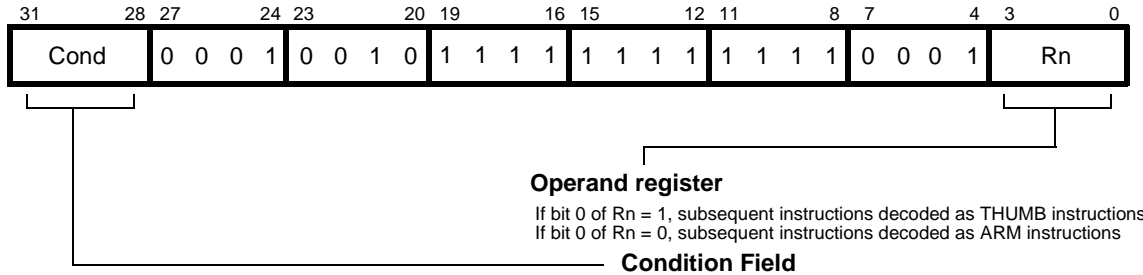 31 28 27 24 23 20 19 16 15 12 11 8 7 4 3 0
Cond 0 0 0 1 0 0 1 0 1 1 1 1 1 1 1 1 1 1 1 1 0 0 0 1 Rn
Operand register
If bit 0 of Rn = 1, subsequent instructions decoded as THUMB instructions
If bit 0 of Rn = 0, subsequent instructions decoded as ARM instructions
Condition Field